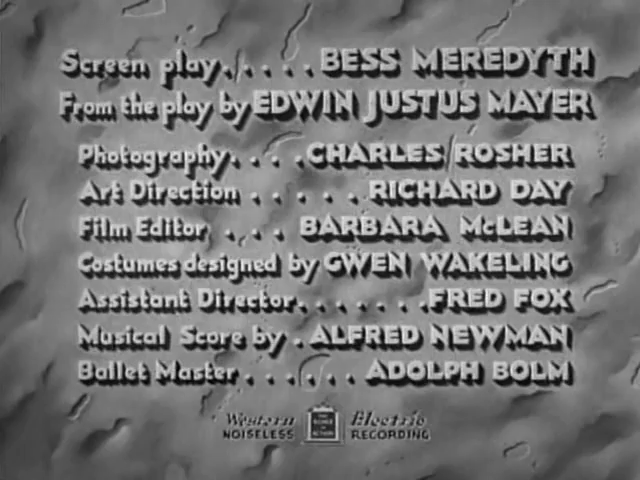 Screen play. . . . . BESS MEREDYTH
From the play by EDWIN JUSTUS MAYER
Photography. . . . CHARLES ROSHER
Art Direction . . . . . . RICHARD DAY
Film Editor . . . . BARBARA McLEAN
Costumes designed by GWEN WAKELING
Assistant Director. . . . . . . FRED FOX
Musical Score by . ALFRED NEWMAN
Ballet Master . . . . . . ADOLPH BOLM
Western Electric
NOISELESS RECORDING